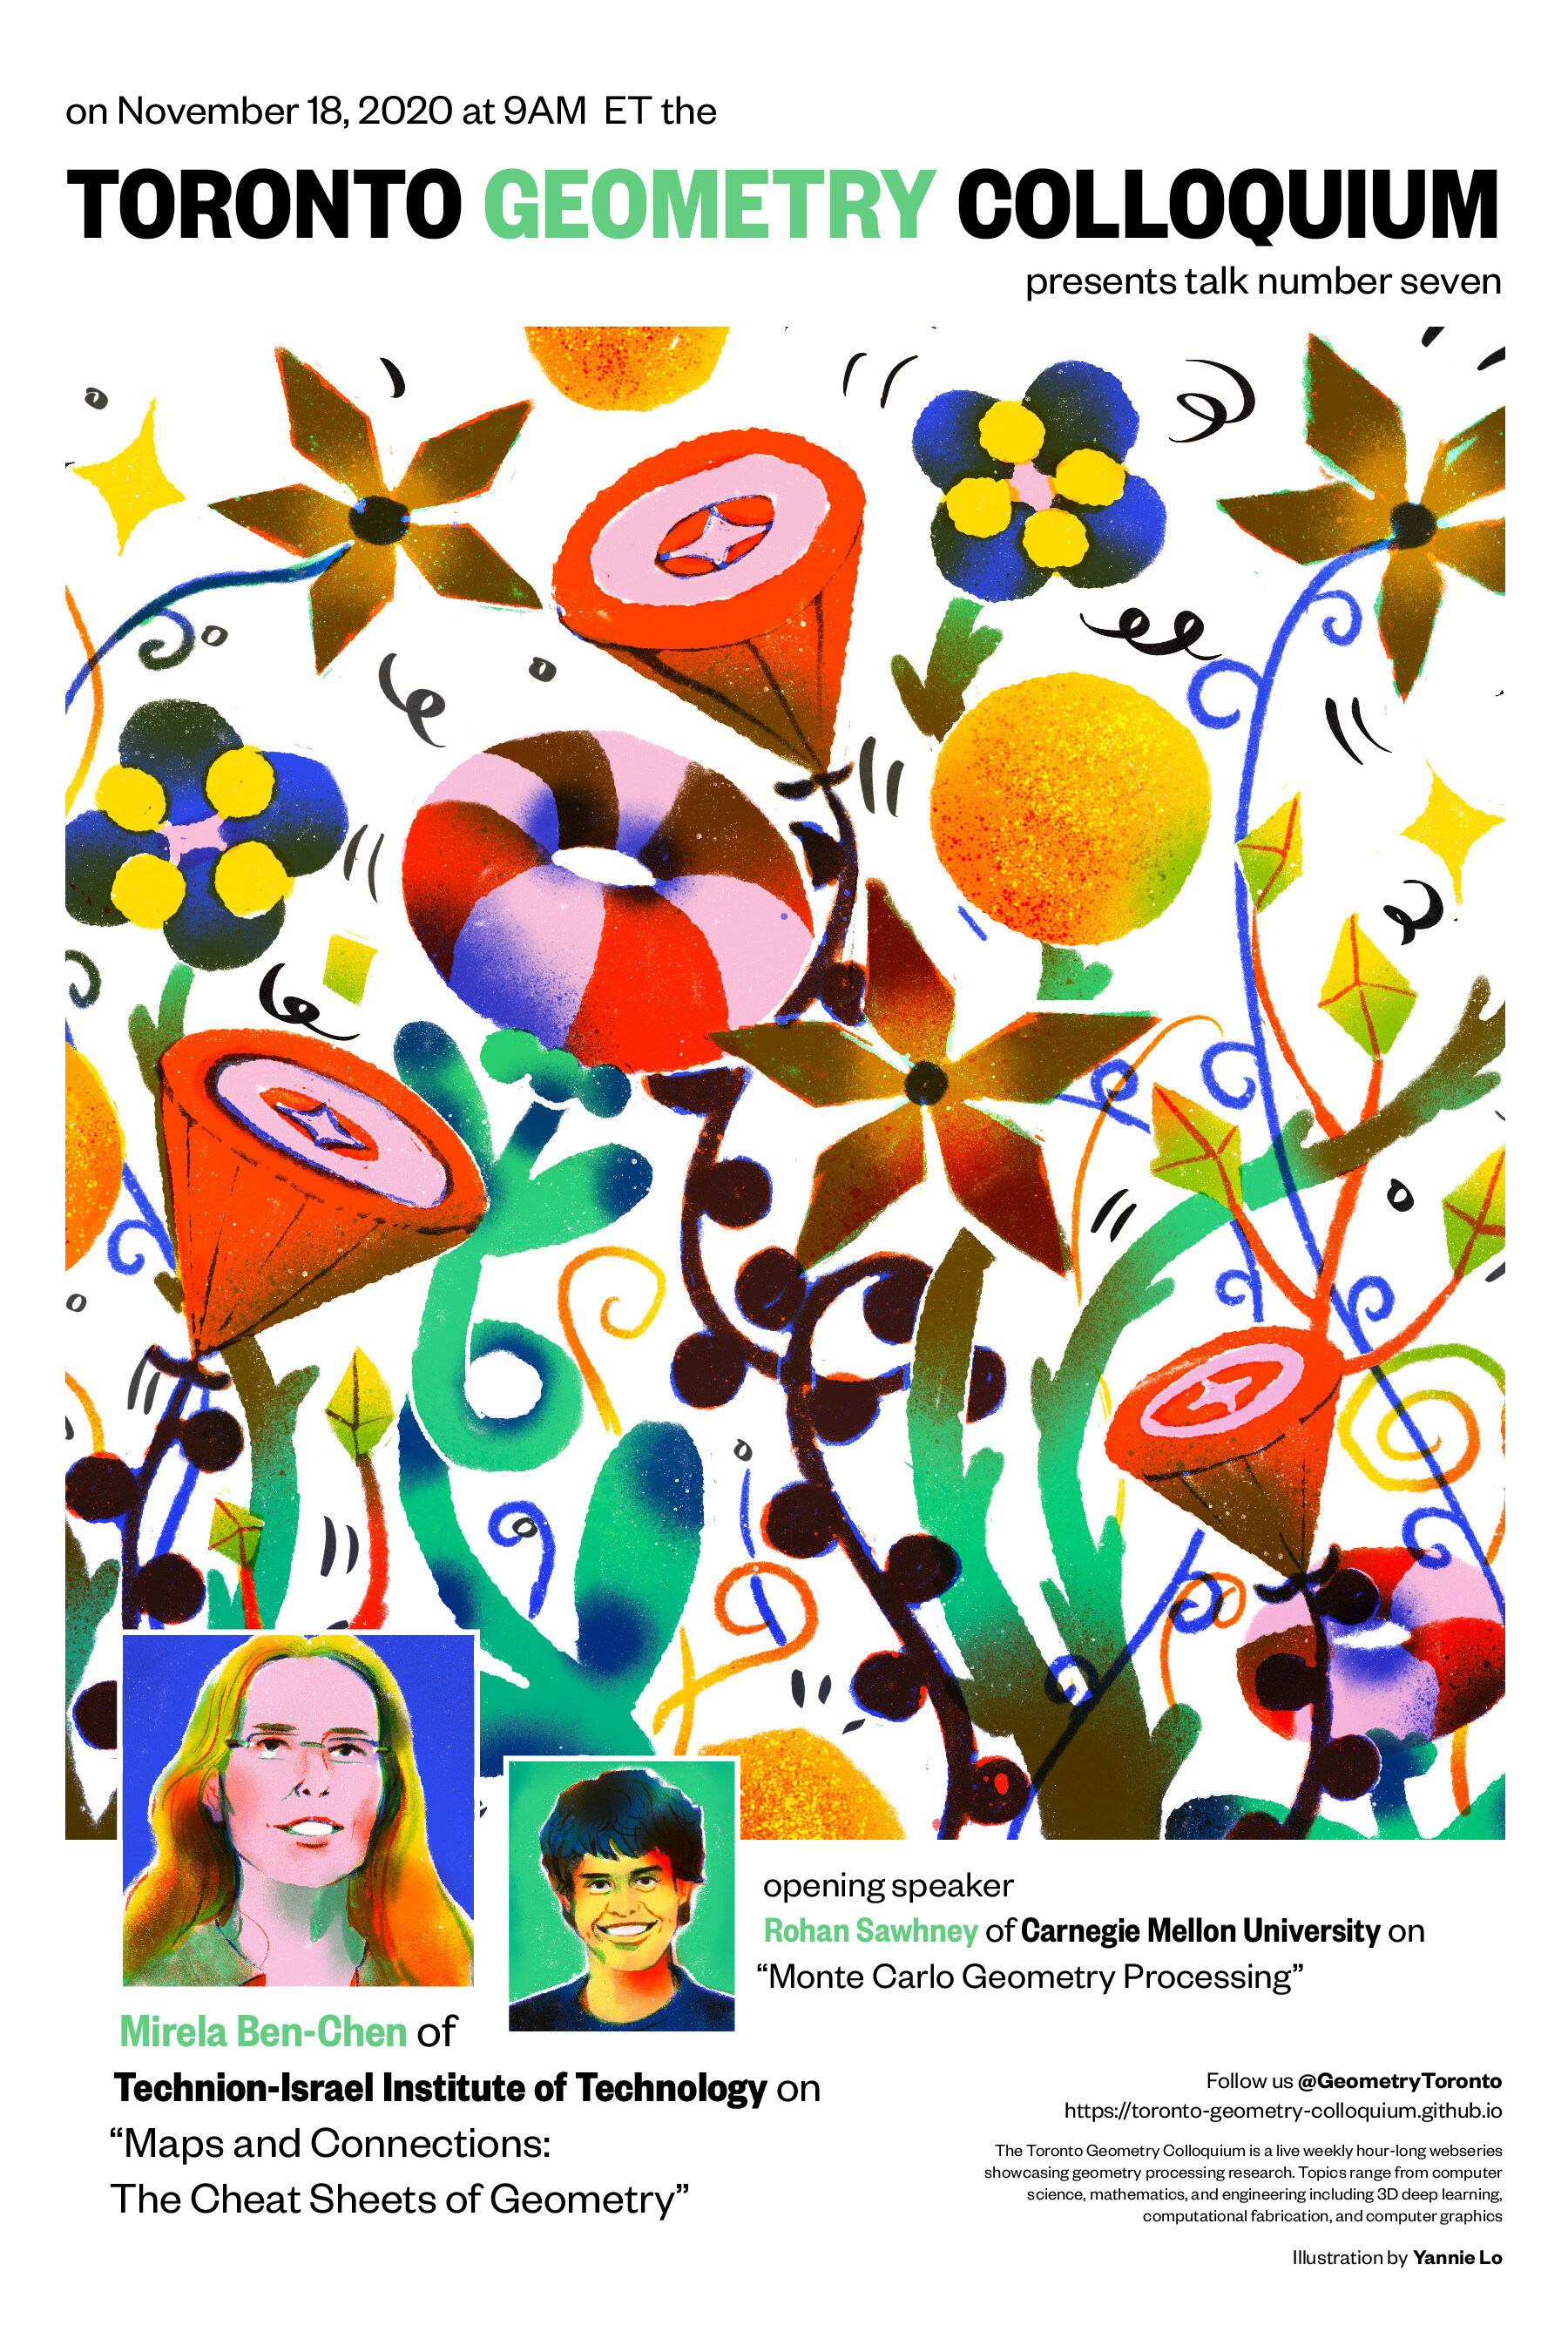 on November 18, 2020 at 9AM ET the
TORONTO GEOMETRY COLLOQUIUM
presents talk number seven
opening speaker
Rohan Sawhney of Carnegie Mellon University on
“Monte Carlo Geometry Processing”
Mirela Ben-Chen of
Technion-Israel Institute of Technology on
“Maps and Connections:
The Cheat Sheets of Geometry”
Follow us @GeometryToronto
https://toronto-geometry-colloquium.github.io
The Toronto Geometry Colloquium is a live weekly hour-long webseries
showcasing geometry processing research. Topics range from computer
science, mathematics, and engineering including 3D deep learning,
computational fabrication, and computer graphics
Illustration by Yannie Lo